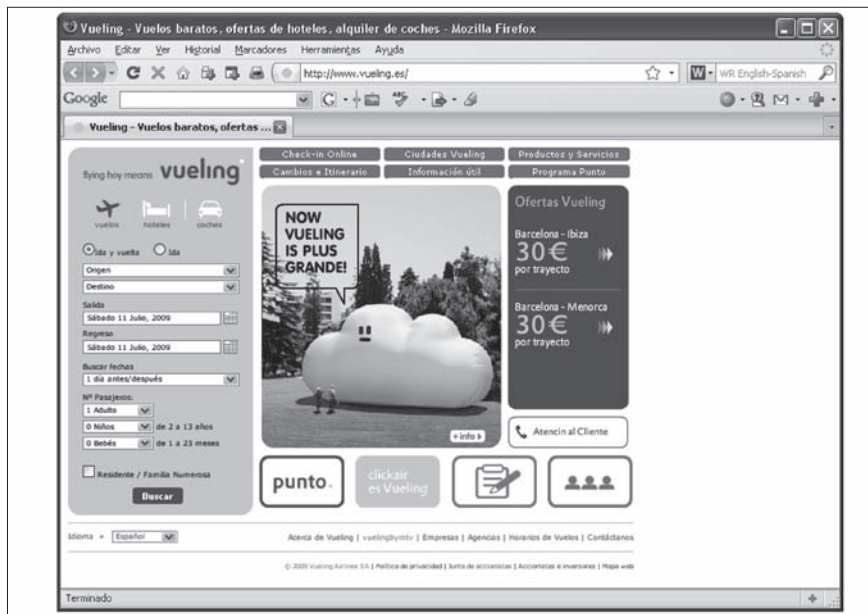 Vueling - Vuelos baratos, ofertas de hoteles, alquiler de coches - Mozilla Firefox
Archivo Editar Ver Historial Marcadores Herramientas Ayuda
http://www.vueling.es/
W WR English-Spanish
Google G ABC
Vueling - Vuelos baratos, ofertas ...
flying hoy means vueling
vuelos hoteles coches
Ida y vuelta Ida
Origen
Destino
Salida
Sábado 11 Julio, 2009
Regreso
Sábado 11 Julio, 2009
Buscar fechas
1 día antes/después
Nº Pasajeros:
1 Adulto
0 Niños de 2 a 13 años
0 Bebés de 1 a 23 meses
Residente / Familia Numerosa
Buscar
Check-in Online Ciudades Vueling Productos y Servicios
Cambios e Itinerario Información útil Programa Punto
NOW
VUELING
IS PLUS
GRANDE!
+info
Ofertas Vueling
Barcelona - Ibiza
30€
por trayecto
Barcelona - Menorca
30€
por trayecto
Atencin al Cliente
punto.
clickair
es Vueling
Idioma Español
Acerca de Vueling | vuelingbymtv | Empresas | Agencias | Horarios de Vuelos | Contáctanos
© 2009 Vueling Airlines SA | Política de privacidad | Junta de accionistas | Accionistas e inversores | Mapa web
Terminado